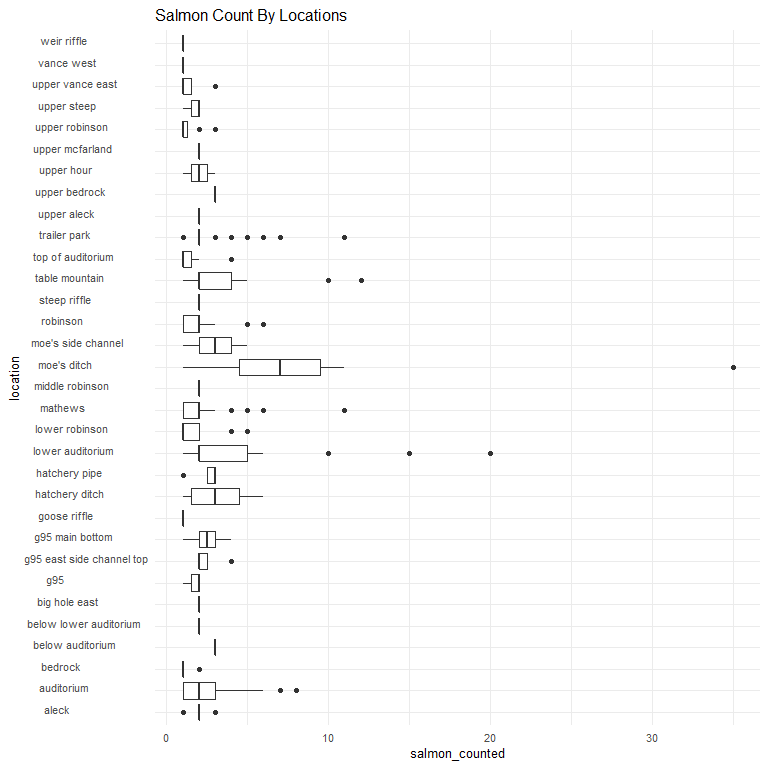 Salmon Count By Locations
weir riffle
vance west
upper vance east
upper steep
upper robinson
upper mcfarland
upper hour
upper bedrock
upper aleck
trailer park
top of auditorium
table mountain
steep riffle
robinson
moe's side channel
moe's ditch
middle robinson
mathews
lower robinson
lower auditorium
hatchery pipe
hatchery ditch
goose riffle
g95 main bottom
g95 east side channel top
g95
big hole east
below lower auditorium
below auditorium
bedrock
auditorium
aleck
location
0 10 20 30
salmon_counted